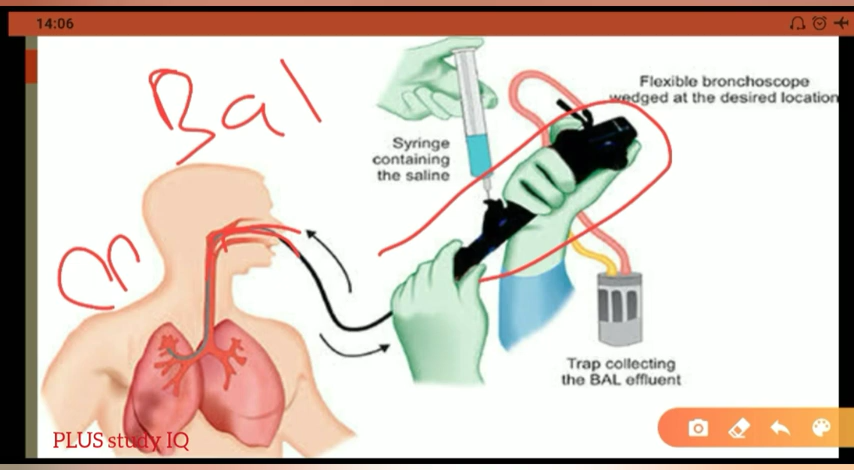 14:06
Bal
Flexible bronchoscope
wedged at the desired location
Syringe
containing
the saline
Trap collecting
the BAL effluent
PLUS study IQ